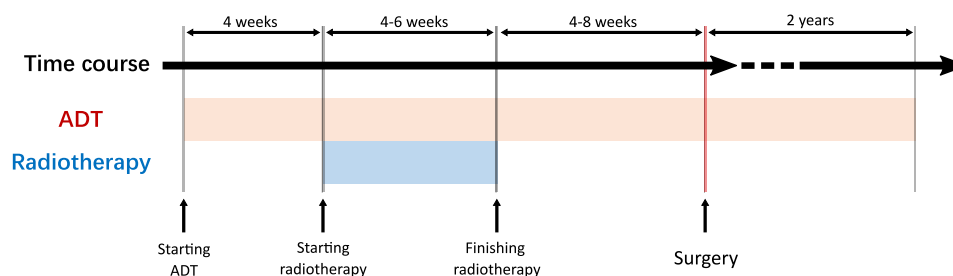 4 weeks
4-6 weeks
4-8 weeks
2 years
Time course
ADT
Radiotherapy
Starting
ADT
Starting
radiotherapy
Finishing
radiotherapy
Surgery